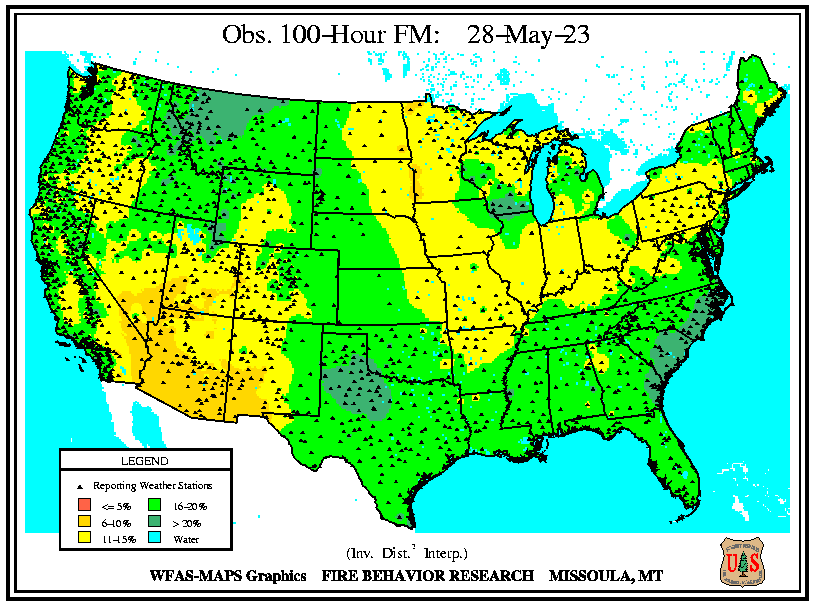 Obs. 100-Hour FM: 28-May-23
LEGEND
Reporting Weather Stations
<= 5% 16-20%
6-10% > 20%
11-15% Water
(Inv. Dist.² Interp.)
WFAS-MAPS Graphics FIRE BEHAVIOR RESEARCH MISSOULA, MT
U S